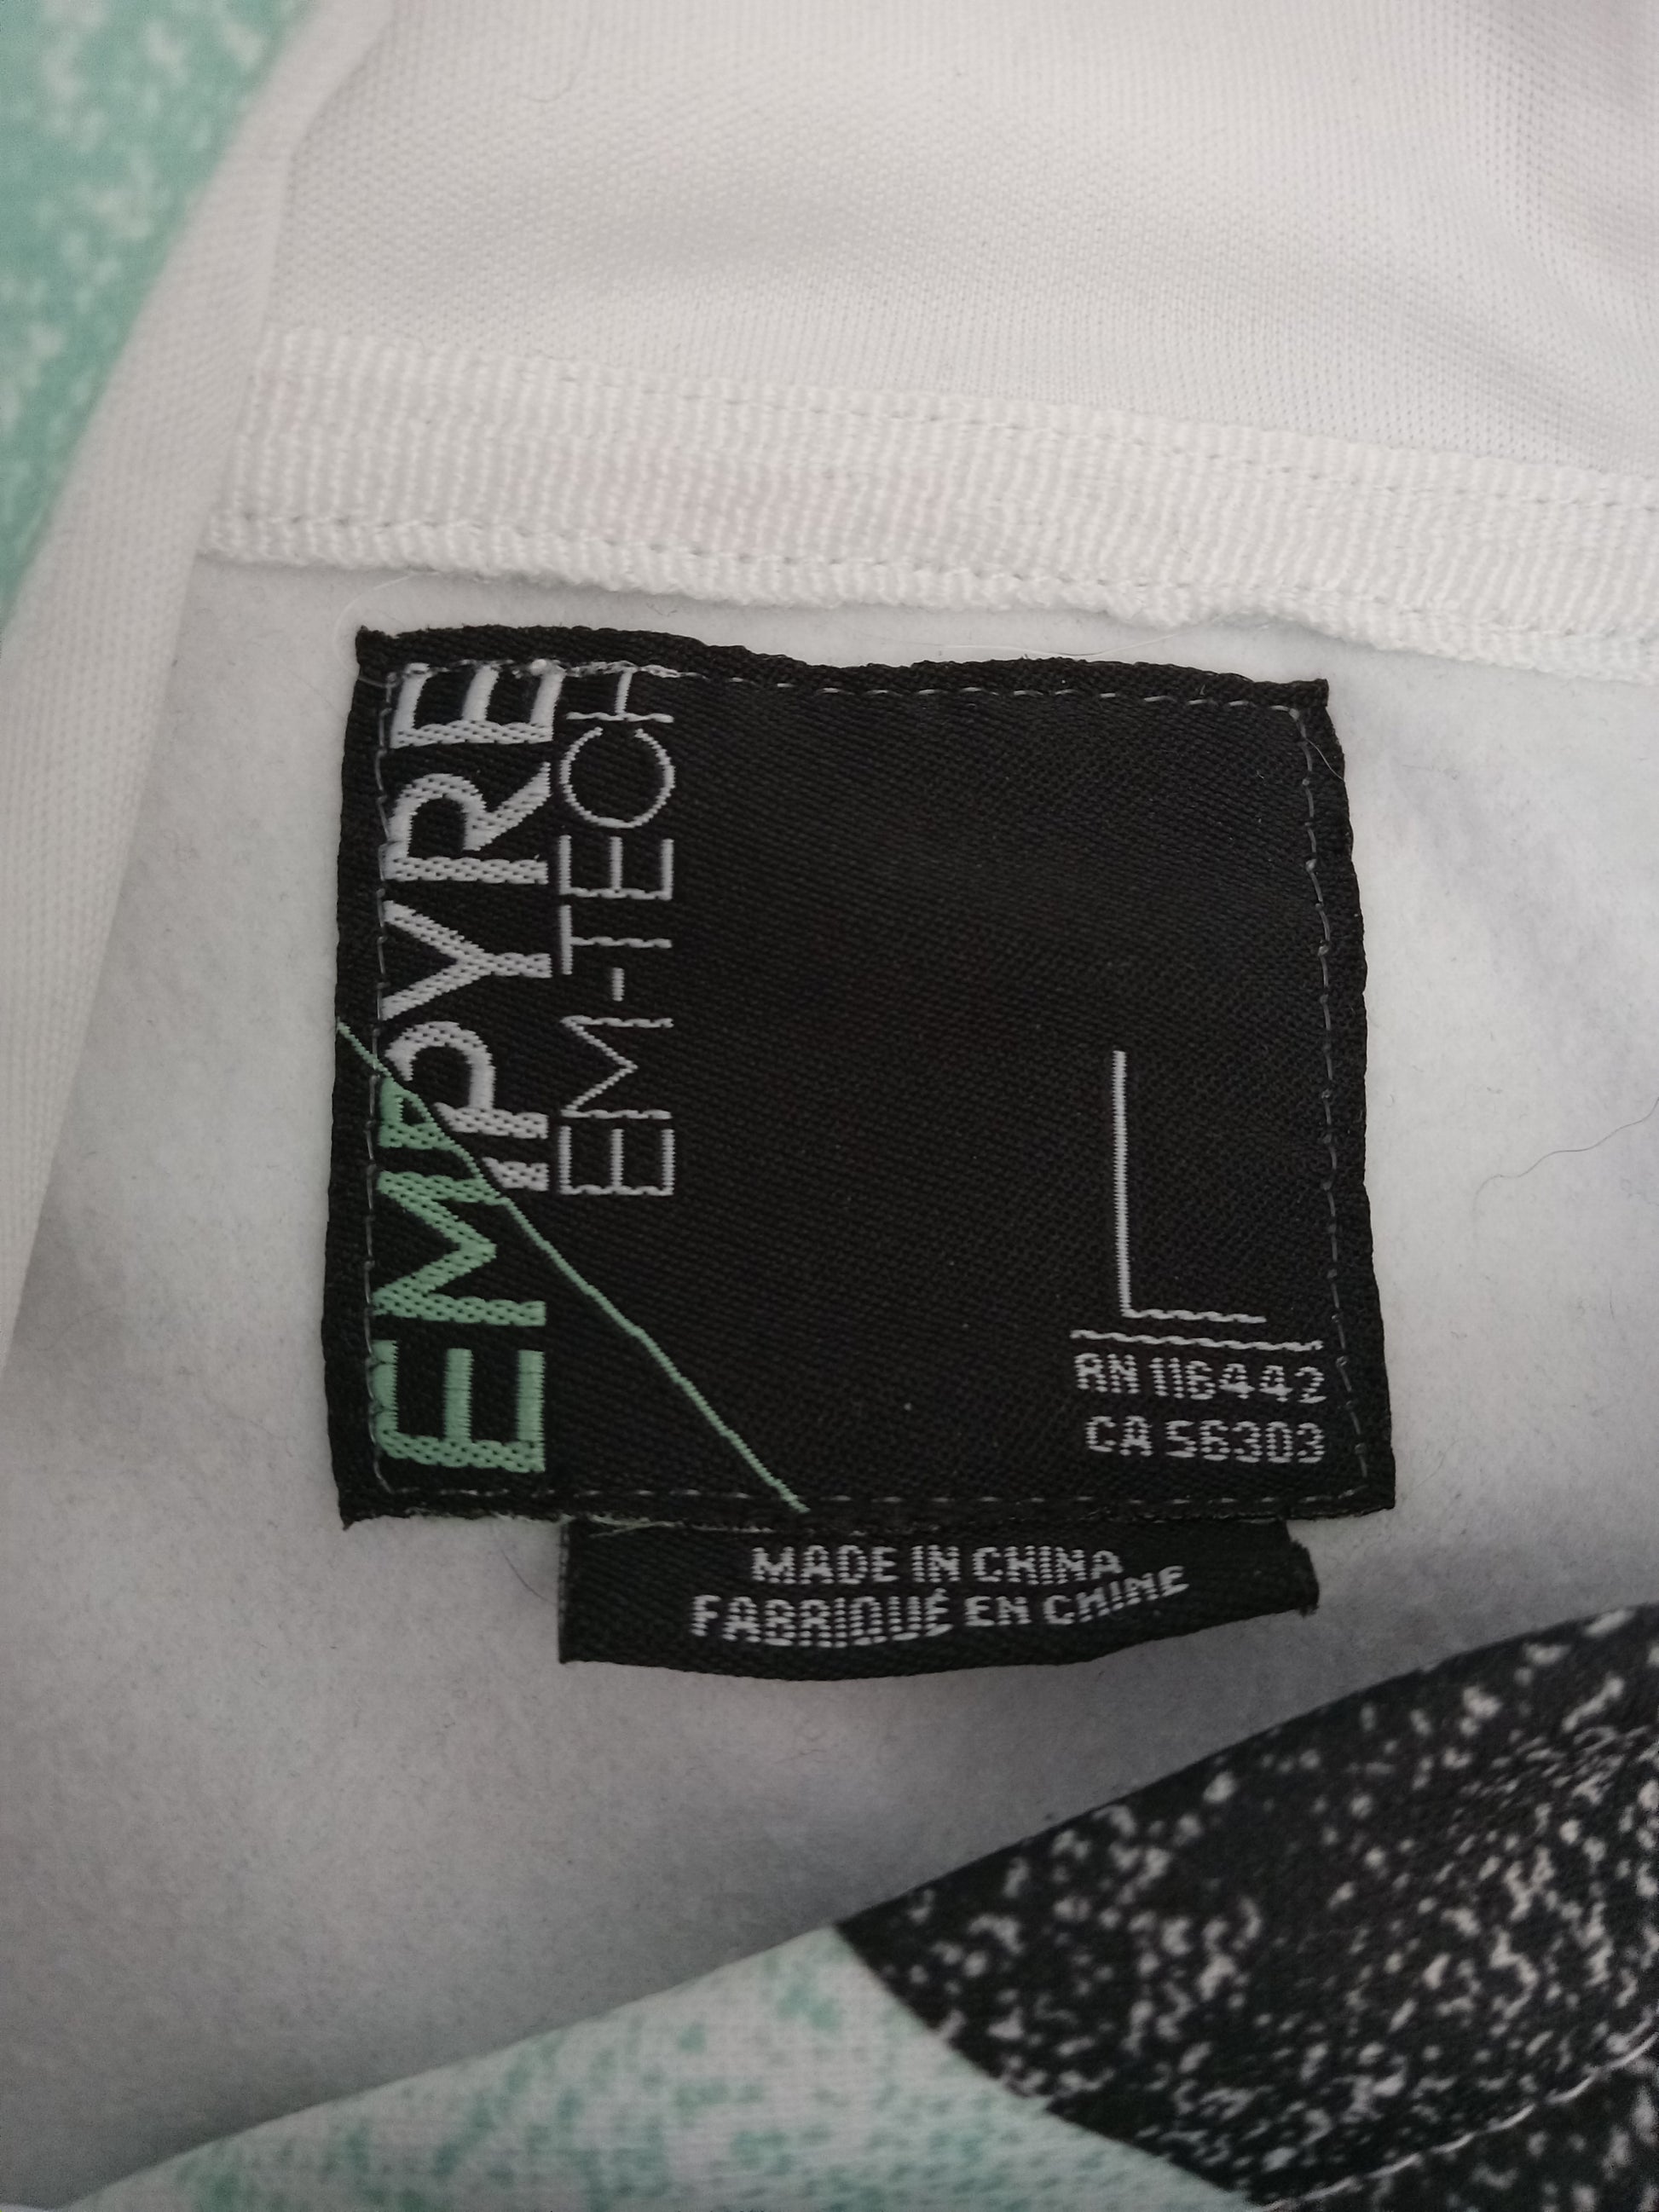 EMPYRE
EM-TECH
L
RN 116442
CA 56303
MADE IN CHINA
FABRIQUÉ EN CHINE